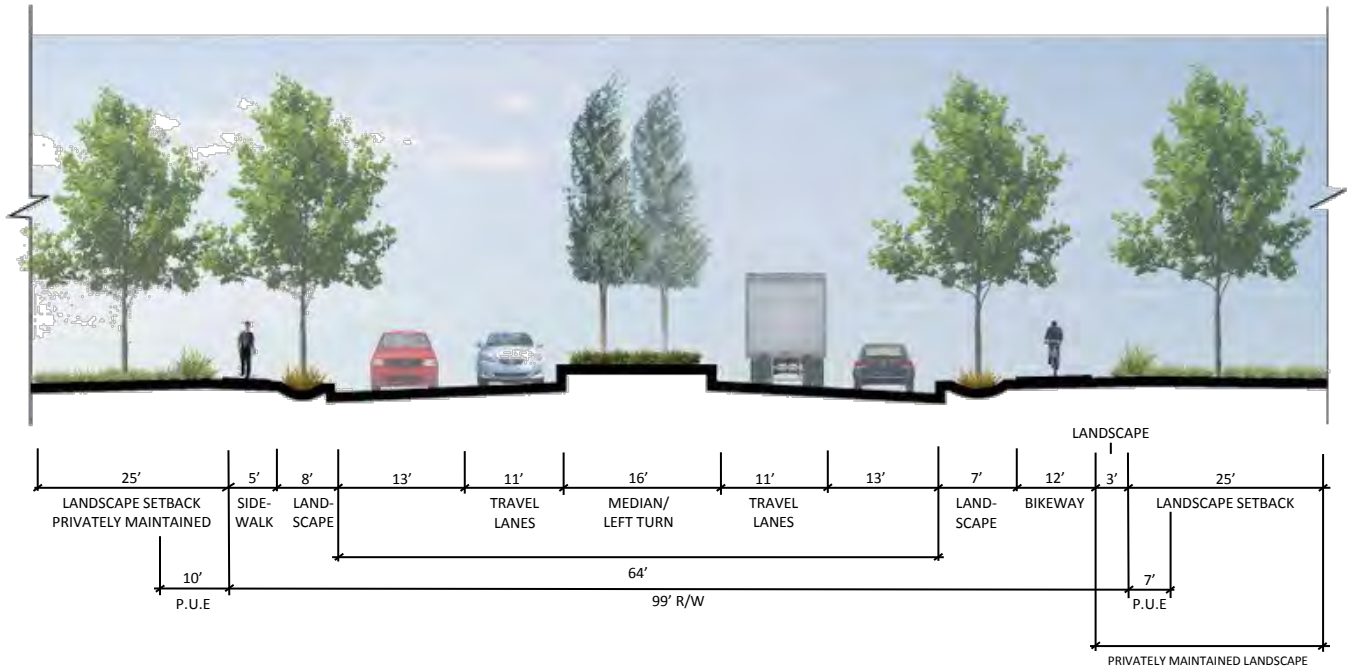 LANDSCAPE
25’ 5’ 8’ 13’ 11’ 16’ 11’ 13’ 7’ 12’ 3’ 25’
LANDSCAPE SETBACK
PRIVATELY MAINTAINED
SIDE-
WALK
LAND-
SCAPE
TRAVEL
LANES
MEDIAN/
LEFT TURN
TRAVEL
LANES
LAND-
SCAPE
BIKEWAY
LANDSCAPE SETBACK
64’
10’
P.U.E
99’ R/W
7’
P.U.E
PRIVATELY MAINTAINED LANDSCAPE